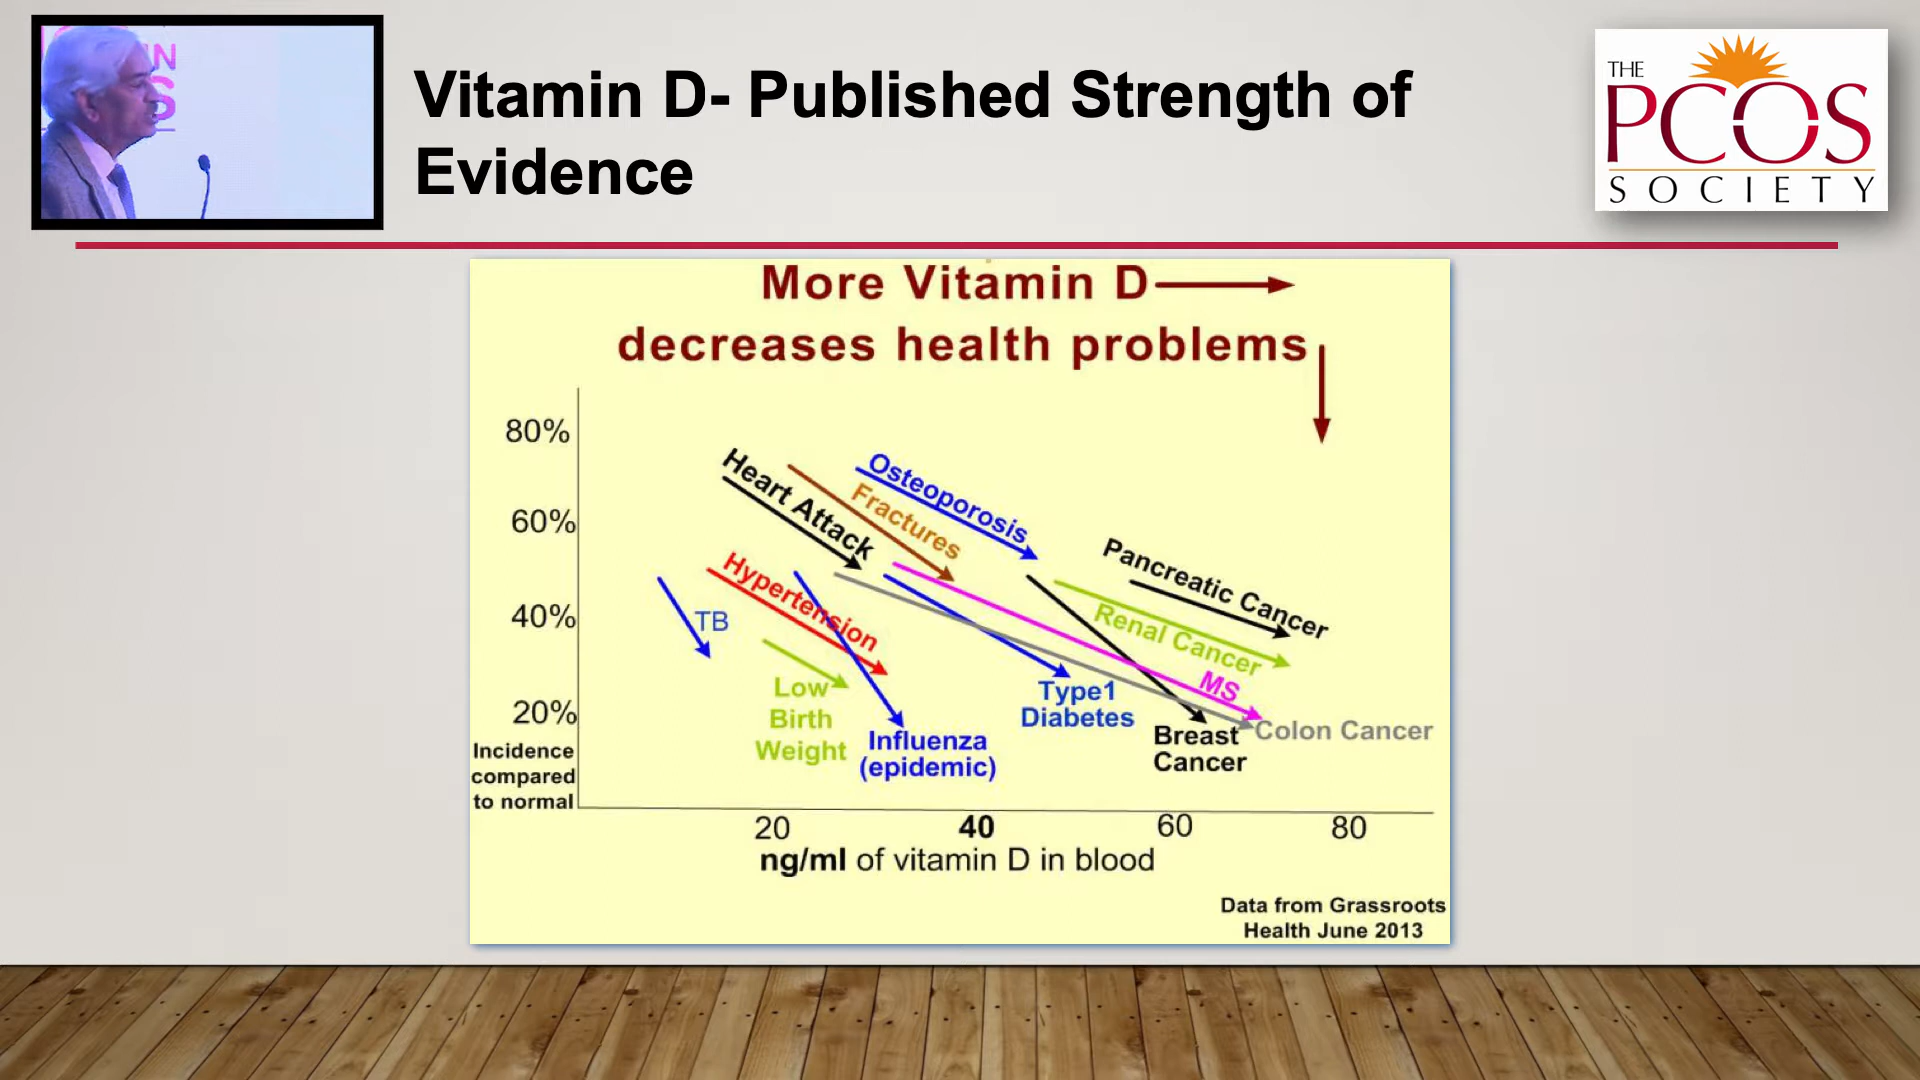 IN
S
Vitamin D- Published Strength of
Evidence
THE
PCOS
SOCIETY
More Vitamin D
decreases health problems
80%
60%
40%
20%
Incidence
compared
to normal
Heart Attack
Fractures
Osteoporosis
Pancreatic Cancer
Hypertension
TB
Renal Cancer
MS
Low
Birth
Weight
Influenza
(epidemic)
Type1
Diabetes
Breast
Cancer
Colon Cancer
20 40 60 80
ng/ml of vitamin D in blood
Data from Grassroots
Health June 2013